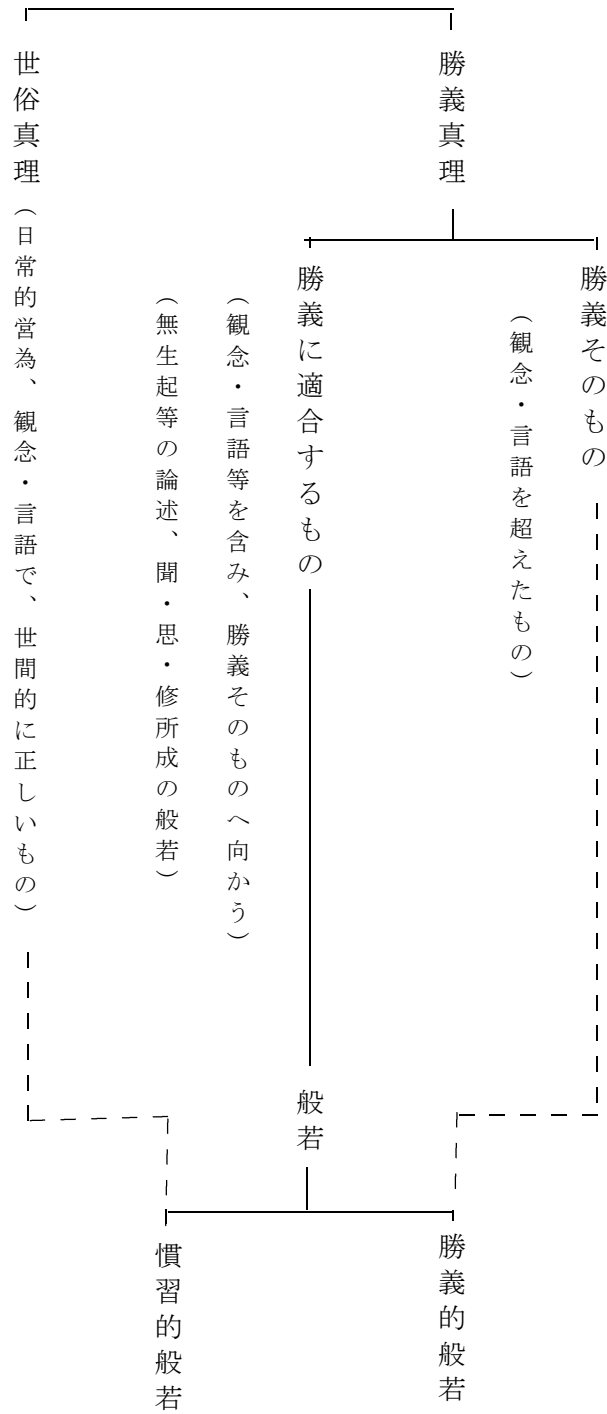 勝義そのもの
（観念・言語を超えたもの）
勝義真理
勝義に適合するもの
（観念・言語等を含み、勝義そのものへ向かう）
（無生起等の論述、聞・思・修所成の般若）
世俗真理（日常的営為、観念・言語で、世間的に正しいもの）
般若
勝義的般若
慣習的般若